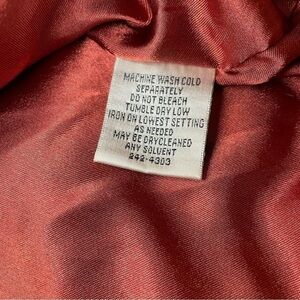 MACHINE WASH COLD
SEPARATELY
DO NOT BLEACH
TUMBLE DRY LOW
IRON ON LOWEST SETTING
AS NEEDED
MAY BE DRYCLEANED
ANY SOLVENT
242-4303